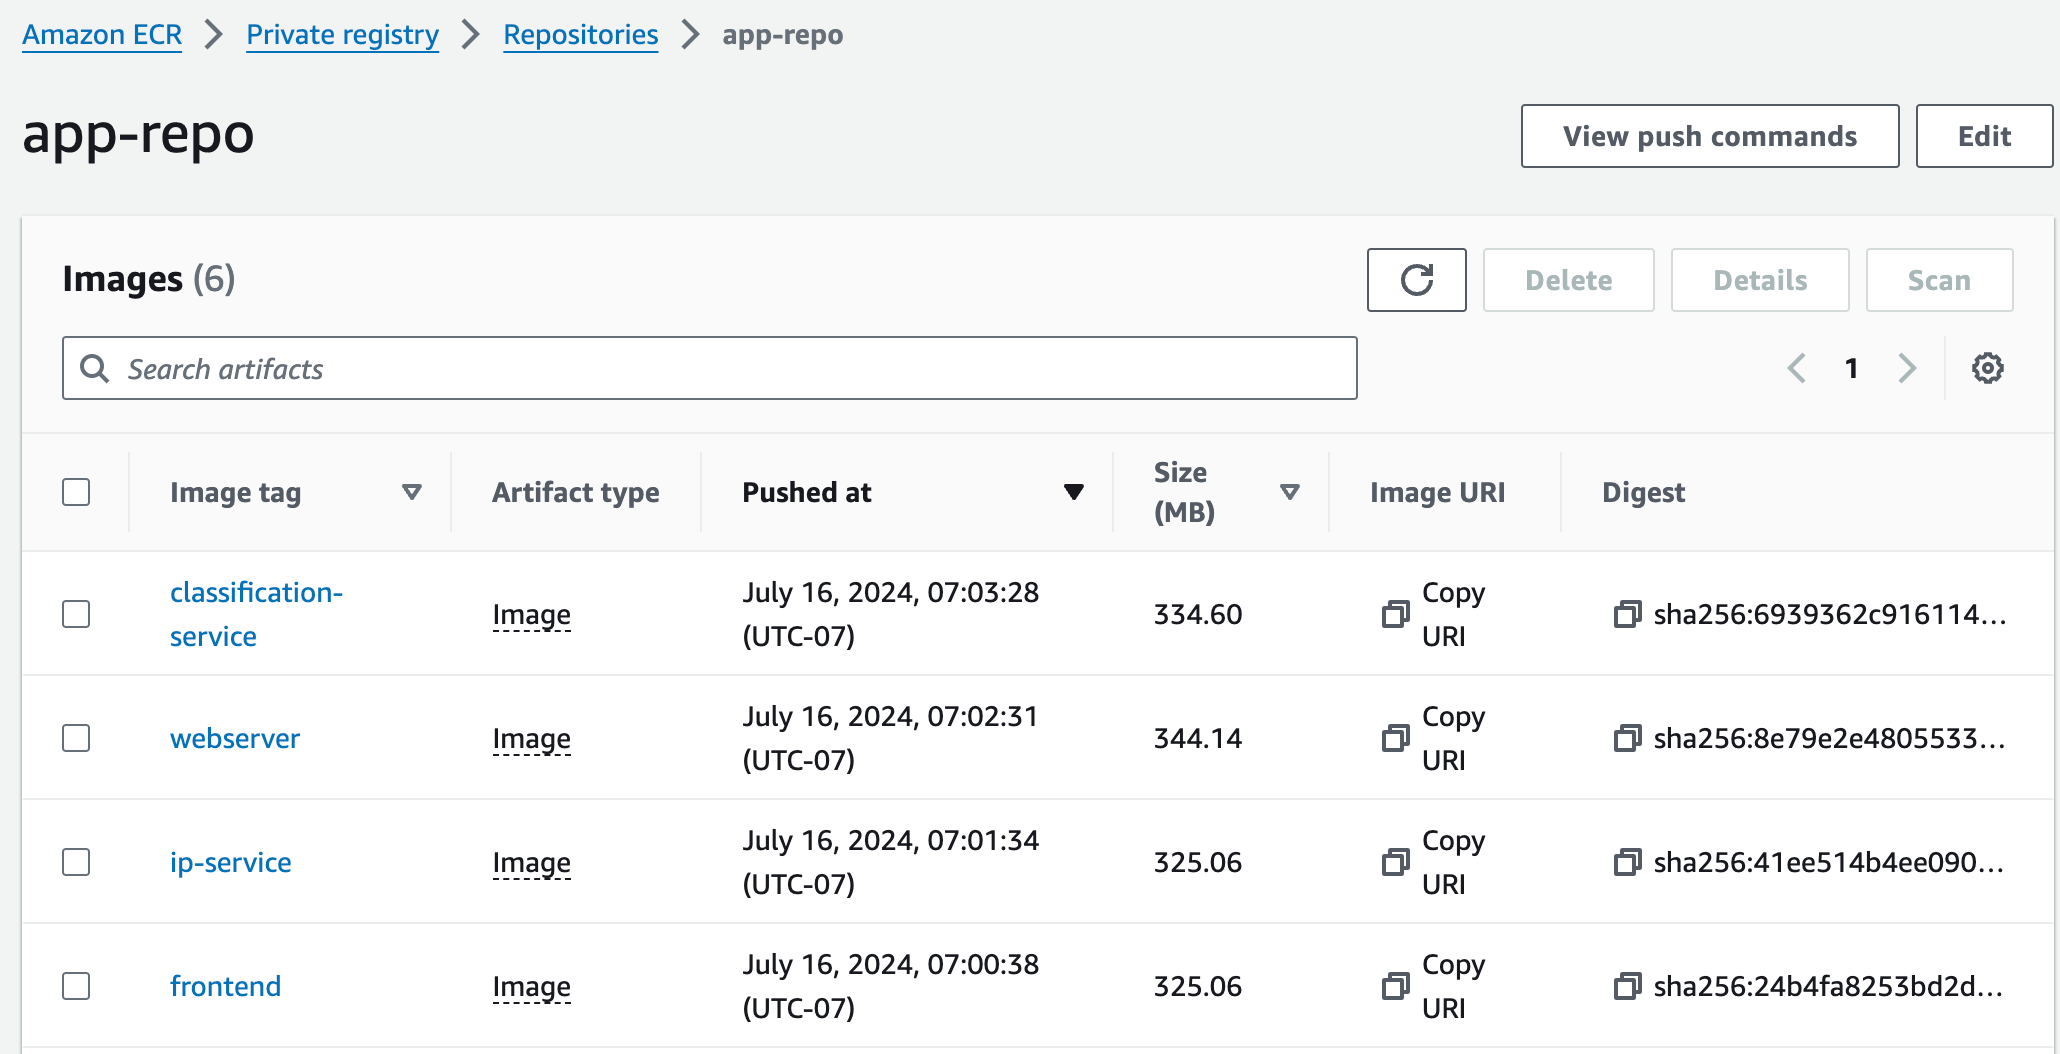 Amazon ECR > Private registry > Repositories > app-repo
app-repo
View push commands
Edit
Images (6)
Delete
Details
Scan
Search artifacts
1
Image tag
Artifact type
Pushed at
Size
(MB)
Image URI
Digest
classification-
service
Image
July 16, 2024, 07:03:28
(UTC-07)
334.60
Copy
URI
sha256:6939362c916114...
webserver
Image
July 16, 2024, 07:02:31
(UTC-07)
344.14
Copy
URI
sha256:8e79e2e4805533...
ip-service
Image
July 16, 2024, 07:01:34
(UTC-07)
325.06
Copy
URI
sha256:41ee514b4ee090...
frontend
Image
July 16, 2024, 07:00:38
(UTC-07)
325.06
Copy
URI
sha256:24b4fa8253bd2d...